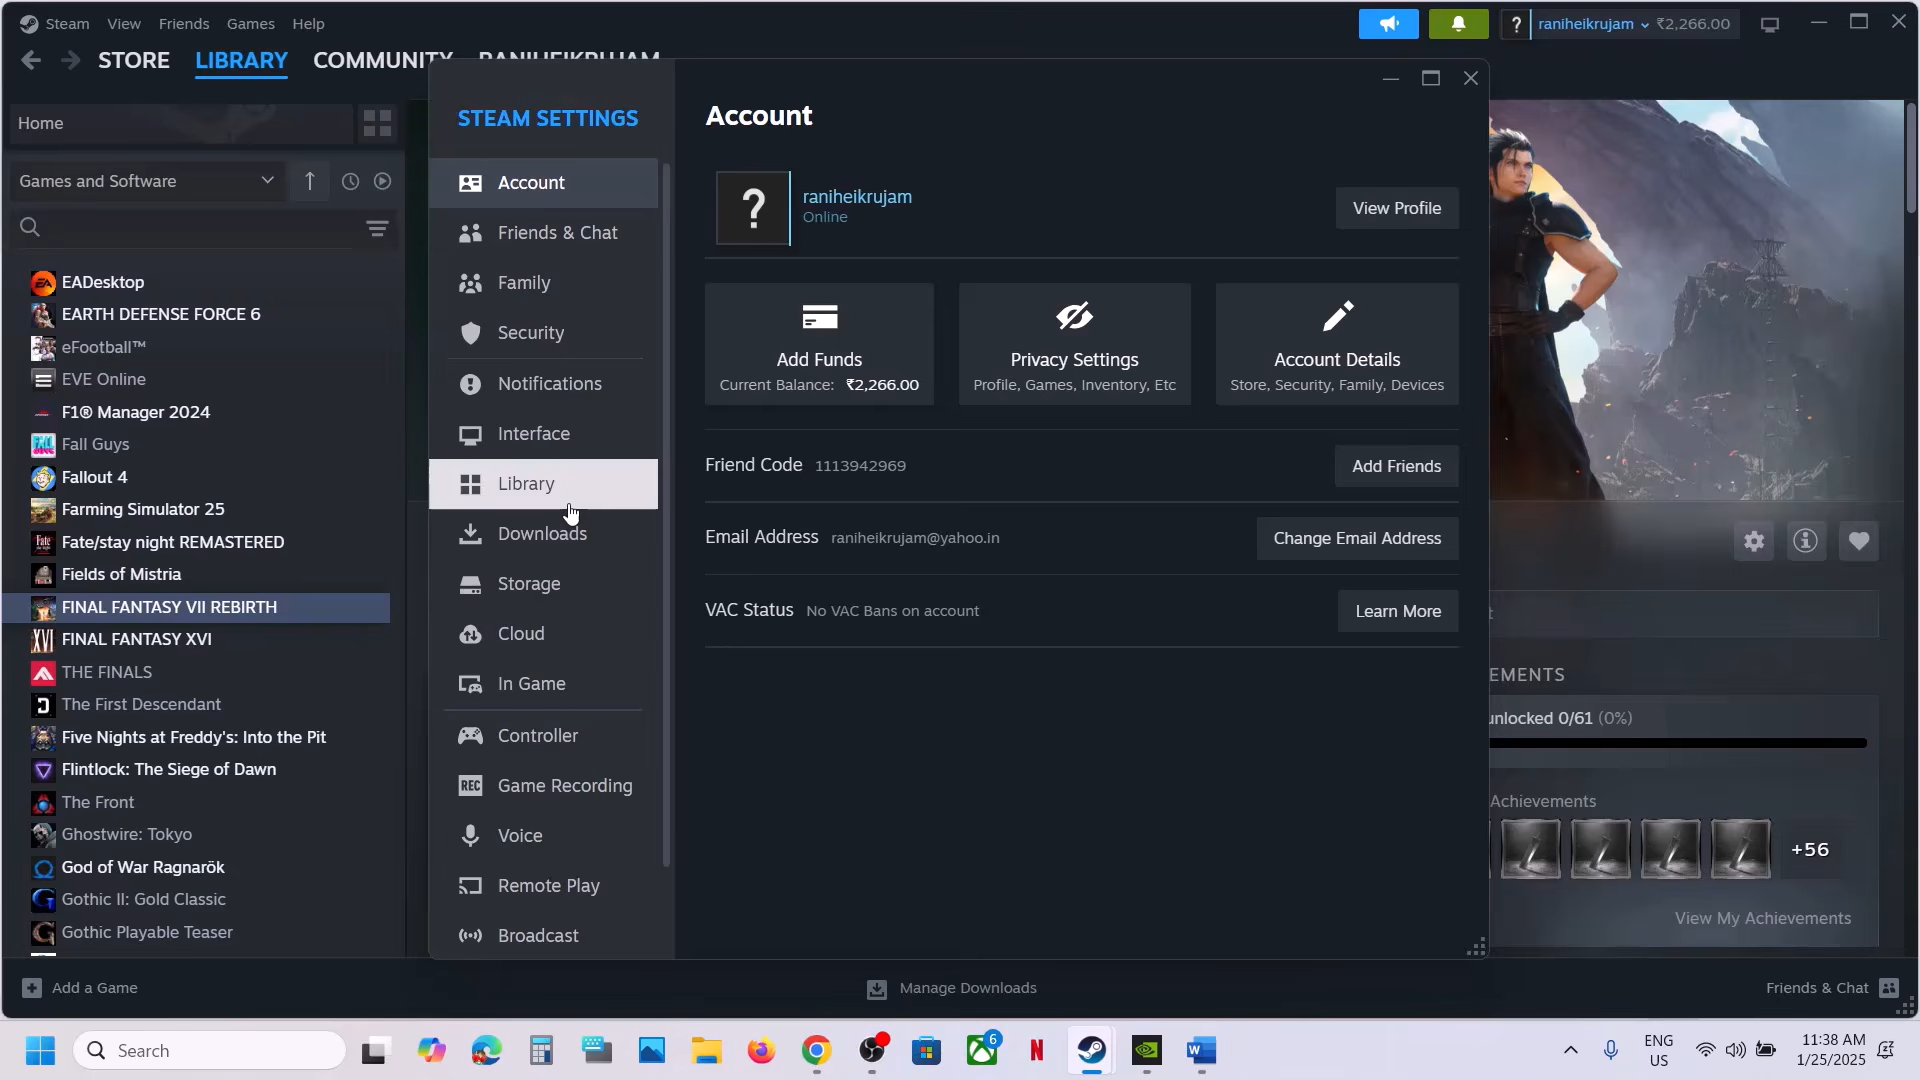 Steam View Friends Games Help
raniheikrujam ₹2,266.00
STORE LIBRARY COMMUNITY RANIHEIKRUJAM
Home
Games and Software
EADesktop
EARTH DEFENSE FORCE 6
eFootball™
EVE Online
F1® Manager 2024
Fall Guys
Fallout 4
Farming Simulator 25
Fate/stay night REMASTERED
Fields of Mistria
FINAL FANTASY VII REBIRTH
FINAL FANTASY XVI
THE FINALS
The First Descendant
Five Nights at Freddy's: Into the Pit
Flintlock: The Siege of Dawn
The Front
Ghostwire: Tokyo
God of War Ragnarök
Gothic II: Gold Classic
Gothic Playable Teaser
STEAM SETTINGS
Account
Friends & Chat
Family
Security
Notifications
Interface
Library
Downloads
Storage
Cloud
In Game
Controller
REC Game Recording
Voice
Remote Play
Broadcast
Account
?
raniheikrujam
Online
View Profile
Add Funds
Current Balance: ₹2,266.00
Privacy Settings
Profile, Games, Inventory, Etc
Account Details
Store, Security, Family, Devices
Friend Code 1113942969
Add Friends
Email Address raniheikrujam@yahoo.in
Change Email Address
VAC Status No VAC Bans on account
Learn More
EMENTS
unlocked 0/61 (0%)
Achievements
+56
View My Achievements
Add a Game
Manage Downloads
Friends & Chat
Search
6
ENG
US
11:38 AM
1/25/2025